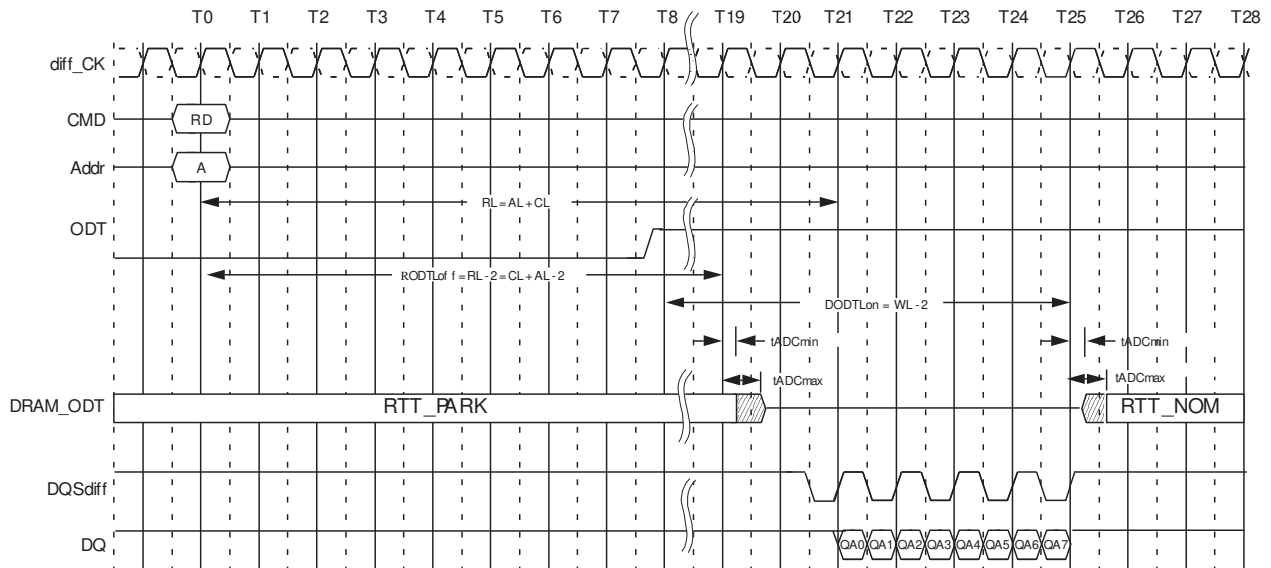 T0 T1 T2 T3 T4 T5 T6 T7 T8 T19 T20 T21 T22 T23 T24 T25 T26 T27 T28
diff_CK
CMD RD
Addr A
RL = AL + CL
ODT
RODTLoff = RL - 2 = CL + AL - 2
DODTLon = WL - 2
tADCmin tADCmin
tADCmax tADCmax
DRAM_ODT RTT_PARK RTT_NOM
DQSdiff
DQ QA0 QA1 QA2 QA3 QA4 QA5 QA6 QA7